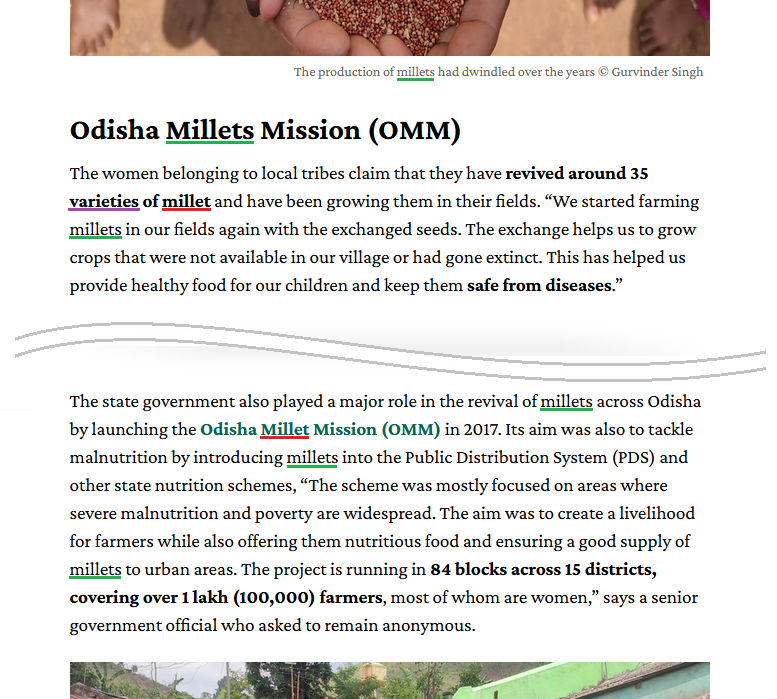 The production of millets had dwindled over the years © Gurvinder Singh
Odisha Millets Mission (OMM)
The women belonging to local tribes claim that they have revived around 35
varieties of millet and have been growing them in their fields. “We started farming
millets in our fields again with the exchanged seeds. The exchange helps us to grow
crops that were not available in our village or had gone extinct. This has helped us
provide healthy food for our children and keep them safe from diseases.”
The state government also played a major role in the revival of millets across Odisha
by launching the Odisha Millet Mission (OMM) in 2017. Its aim was also to tackle
malnutrition by introducing millets into the Public Distribution System (PDS) and
other state nutrition schemes, “The scheme was mostly focused on areas where
severe malnutrition and poverty are widespread. The aim was to create a livelihood
for farmers while also offering them nutritious food and ensuring a good supply of
millets to urban areas. The project is running in 84 blocks across 15 districts,
covering over 1 lakh (100,000) farmers, most of whom are women,” says a senior
government official who asked to remain anonymous.